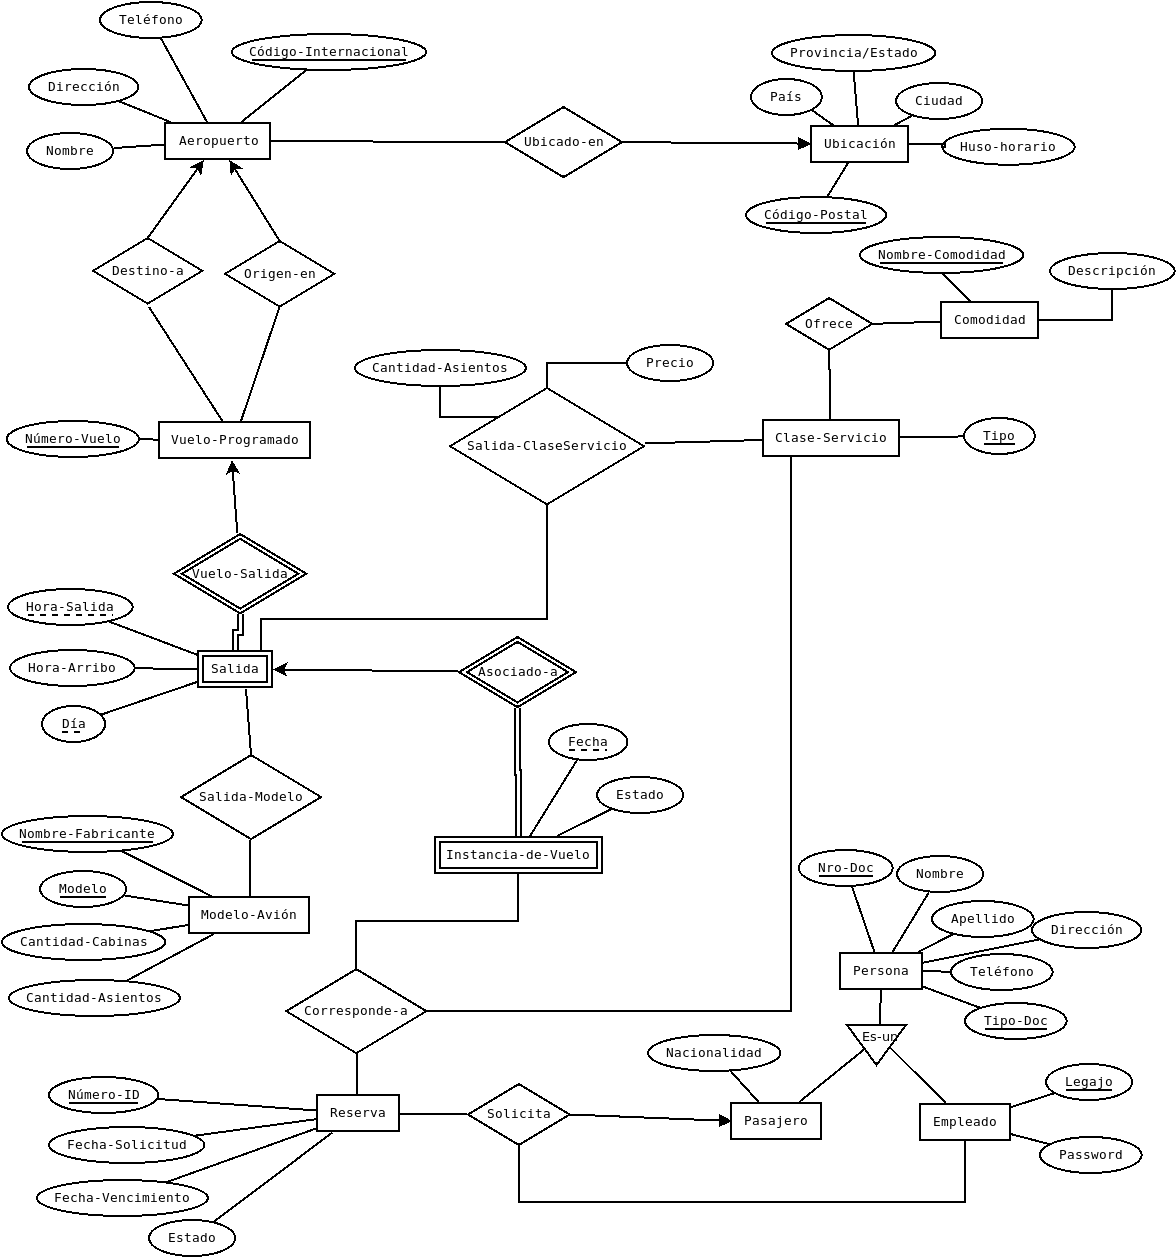 Teléfono
Código-Internacional
Provincia/Estado
Dirección
País
Ciudad
Aeropuerto
Ubicado-en
Ubicación
Huso-horario
Nombre
Código-Postal
Nombre-Comodidad
Destino-a
Origen-en
Descripción
Ofrece
Comodidad
Cantidad-Asientos
Precio
Número-Vuelo
Vuelo-Programado
Salida-ClaseServicio
Clase-Servicio
Tipo
Vuelo-Salida
Hora-Salida
Hora-Arribo
Salida
Asociado-a
Día
Fecha
Salida-Modelo
Estado
Nombre-Fabricante
Instancia-de-Vuelo
Nro-Doc
Nombre
Modelo
Modelo-Avión
Apellido
Dirección
Cantidad-Cabinas
Persona
Teléfono
Cantidad-Asientos
Corresponde-a
Tipo-Doc
Es-un
Nacionalidad
Número-ID
Reserva
Solicita
Pasajero
Empleado
Legajo
Fecha-Solicitud
Password
Fecha-Vencimiento
Estado